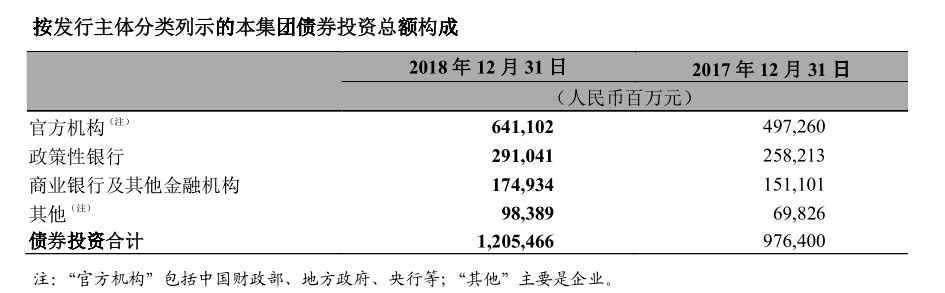 按发行主体分类列示的本集团债券投资总额构成
2018 年 12 月 31 日 2017 年 12 月 31 日
（人民币百万元）
官方机构（注） 641,102 497,260
政策性银行 291,041 258,213
商业银行及其他金融机构 174,934 151,101
其他（注） 98,389 69,826
债券投资合计 1,205,466 976,400
注：“官方机构”包括中国财政部、地方政府、央行等；“其他”主要是企业。